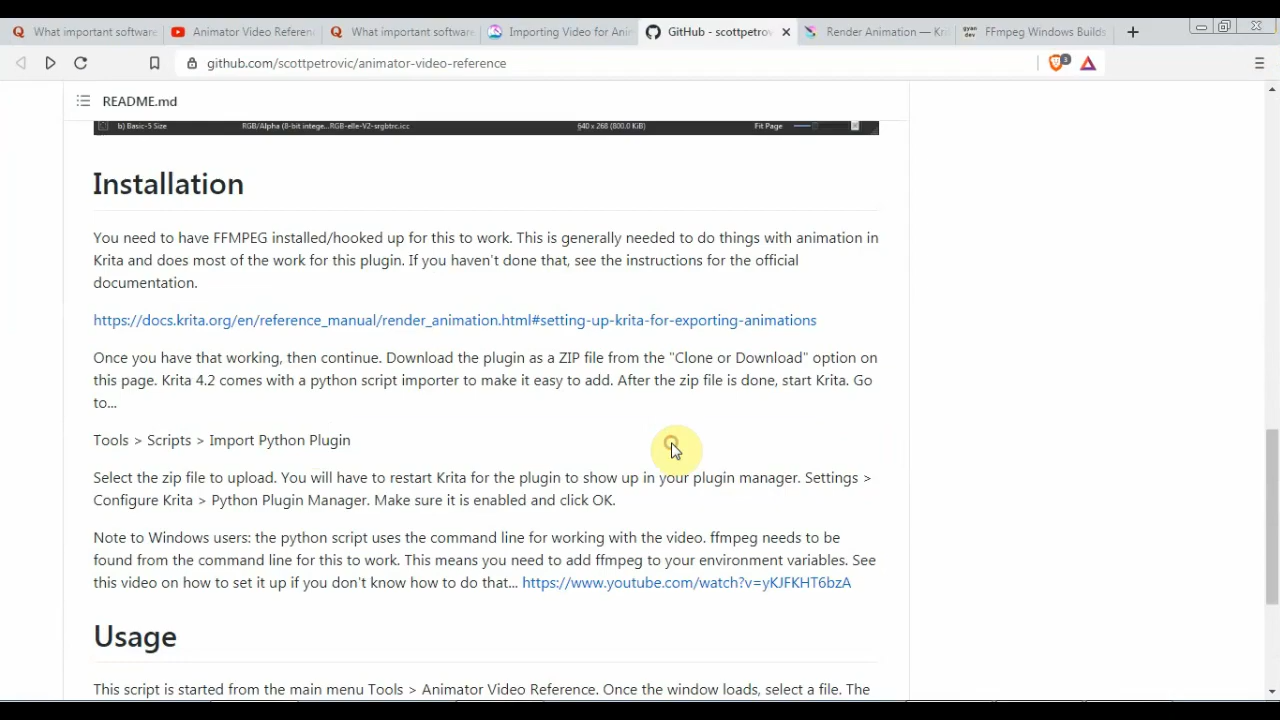 What important software
Animator Video Referen
What important software
Importing Video for Ani
GitHub - scottpetrov
Render Animation — Kri
gyan
dev
FFmpeg Windows Builds
github.com/scottpetrovic/animator-video-reference
3
README.md
b) Basic-5 Size
RGB/Alpha (8-bit intege...RGB-elle-V2-srgbtrc.icc
640 x 268 (800.0 KiB)
Fit Page
Installation
You need to have FFMPEG installed/hooked up for this to work. This is generally needed to do things with animation in
Krita and does most of the work for this plugin. If you haven't done that, see the instructions for the official
documentation.
https://docs.krita.org/en/reference_manual/render_animation.html#setting-up-krita-for-exporting-animations
Once you have that working, then continue. Download the plugin as a ZIP file from the "Clone or Download" option on
this page. Krita 4.2 comes with a python script importer to make it easy to add. After the zip file is done, start Krita. Go
to...
Tools > Scripts > Import Python Plugin
Select the zip file to upload. You will have to restart Krita for the plugin to show up in your plugin manager. Settings >
Configure Krita > Python Plugin Manager. Make sure it is enabled and click OK.
Note to Windows users: the python script uses the command line for working with the video. ffmpeg needs to be
found from the command line for this to work. This means you need to add ffmpeg to your environment variables. See
this video on how to set it up if you don't know how to do that... https://www.youtube.com/watch?v=yKJFKHT6bzA
Usage
This script is started from the main menu Tools > Animator Video Reference. Once the window loads, select a file. The